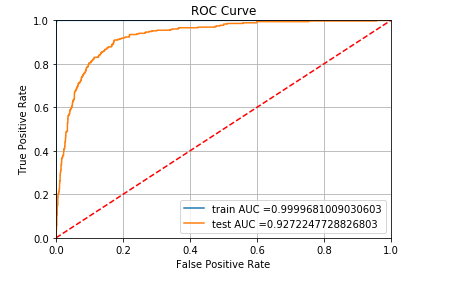 ROC Curve
1.0
0.8
0.6
0.4
0.2
0.0
True Positive Rate
train AUC =0.9999681009030603
test AUC =0.9272247728826803
0.0 0.2 0.4 0.6 0.8 1.0
False Positive Rate